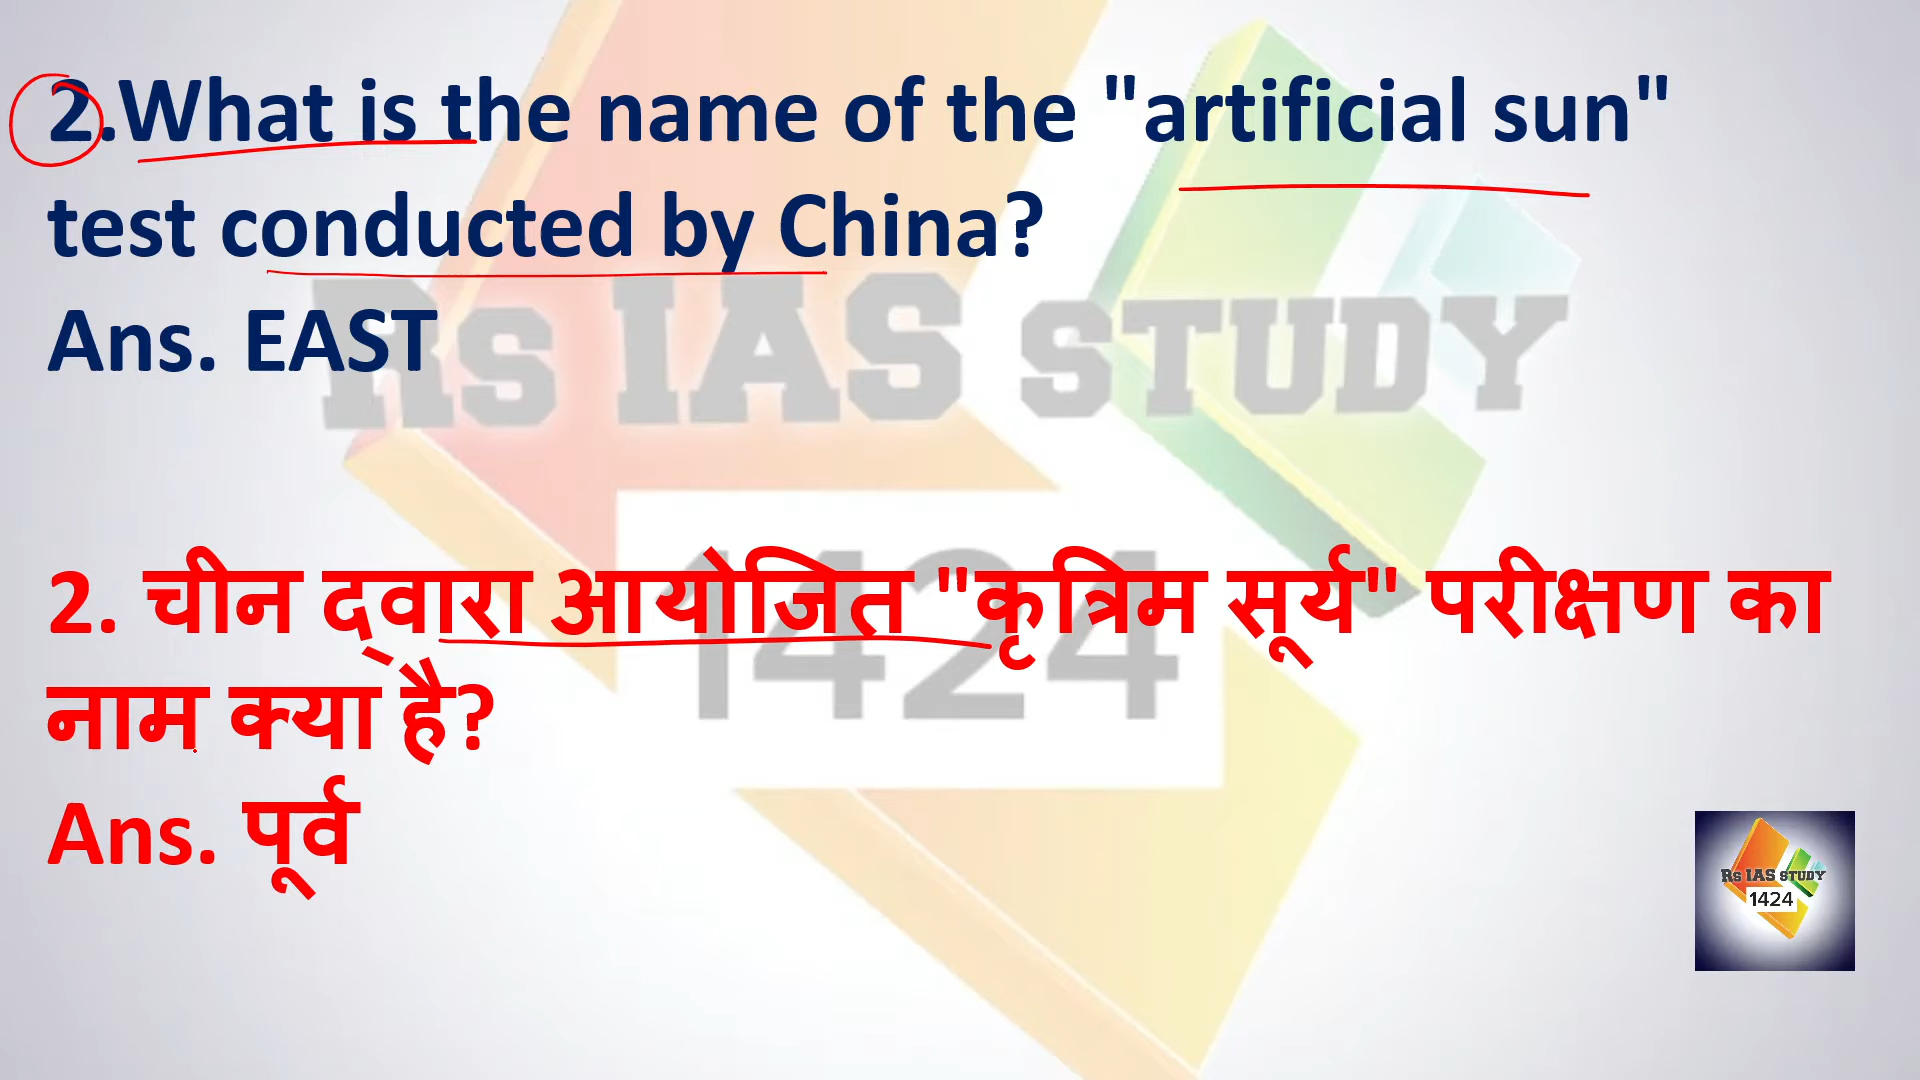 2.What is the name of the "artificial sun"
test conducted by China?
Ans. EAST
Rs IAS STUDY
1424
2. चीन द्वारा आयोजित "कृत्रिम सूर्य" परीक्षण का
नाम क्या है?
Ans. पूर्व
Rs IAS STUDY
1424